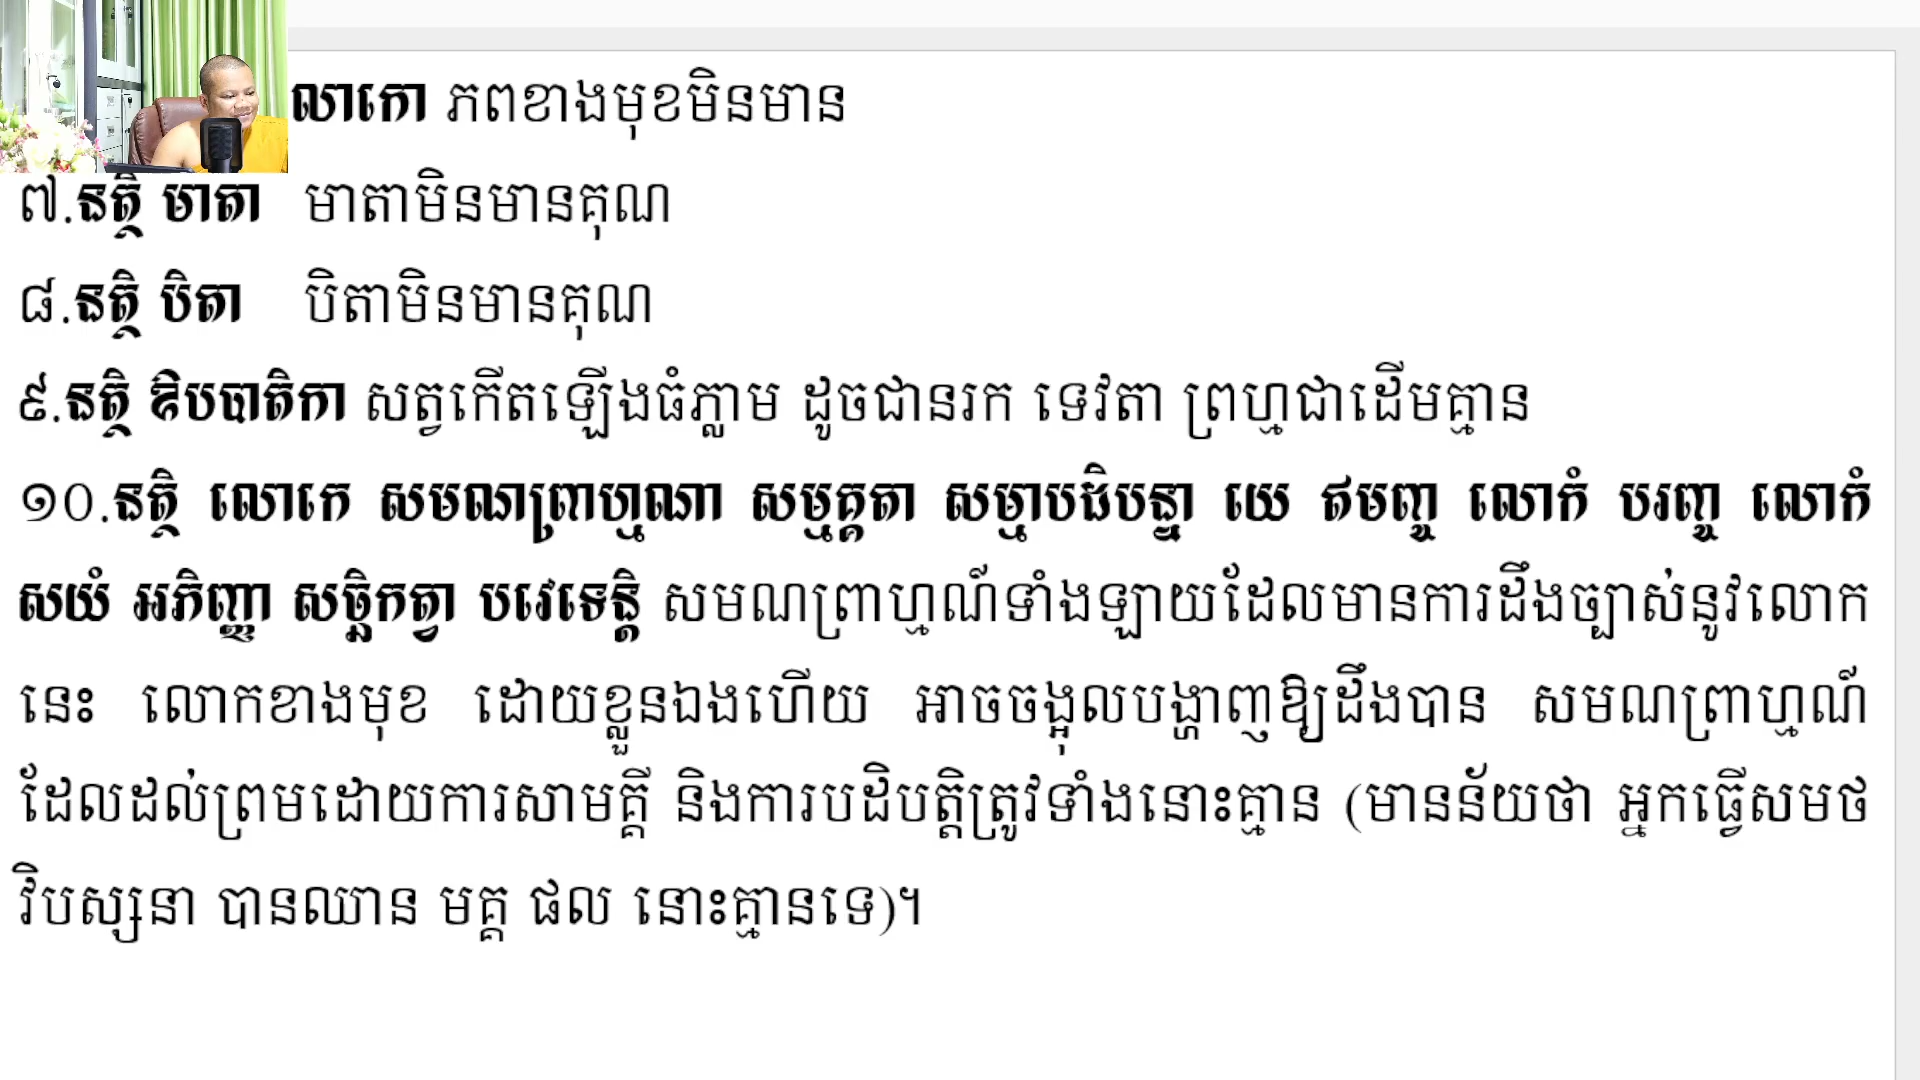 លោកោ ភពខាងមុខមិនមាន
៧.នត្ថិ មាតា មាតាមិនមានគុណ
៨.នត្ថិ បិតា បិតាមិនមានគុណ
៩.នត្ថិ ឱបបាតិកា សត្វកើតឡើងធំភ្លាម ដូចជានរក ទេវតា ព្រហ្មជាដើមគ្មាន
១០.នត្ថិ លោកេ សមណព្រាហ្មណា សម្មគ្គតា សម្មាបដិបន្នា យេ ឥមញ្ច លោកំ បរញ្ច លោកំ
សយំ អភិញ្ញា សច្ឆិកត្វា បវេទេន្តិ សមណព្រាហ្មណ៍ទាំងឡាយដែលមានការដឹងច្បាស់នូវលោក
នេះ លោកខាងមុខ ដោយខ្លួនឯងហើយ អាចចង្អុលបង្ហាញឱ្យដឹងបាន សមណព្រាហ្មណ៍
ដែលដល់ព្រមដោយការសាមគ្គី និងការបដិបត្តិត្រូវទាំងនោះគ្មាន (មានន័យថា អ្នកធ្វើសមថ
វិបស្សនា បានឈាន មគ្គ ផល នោះគ្មានទេ)។